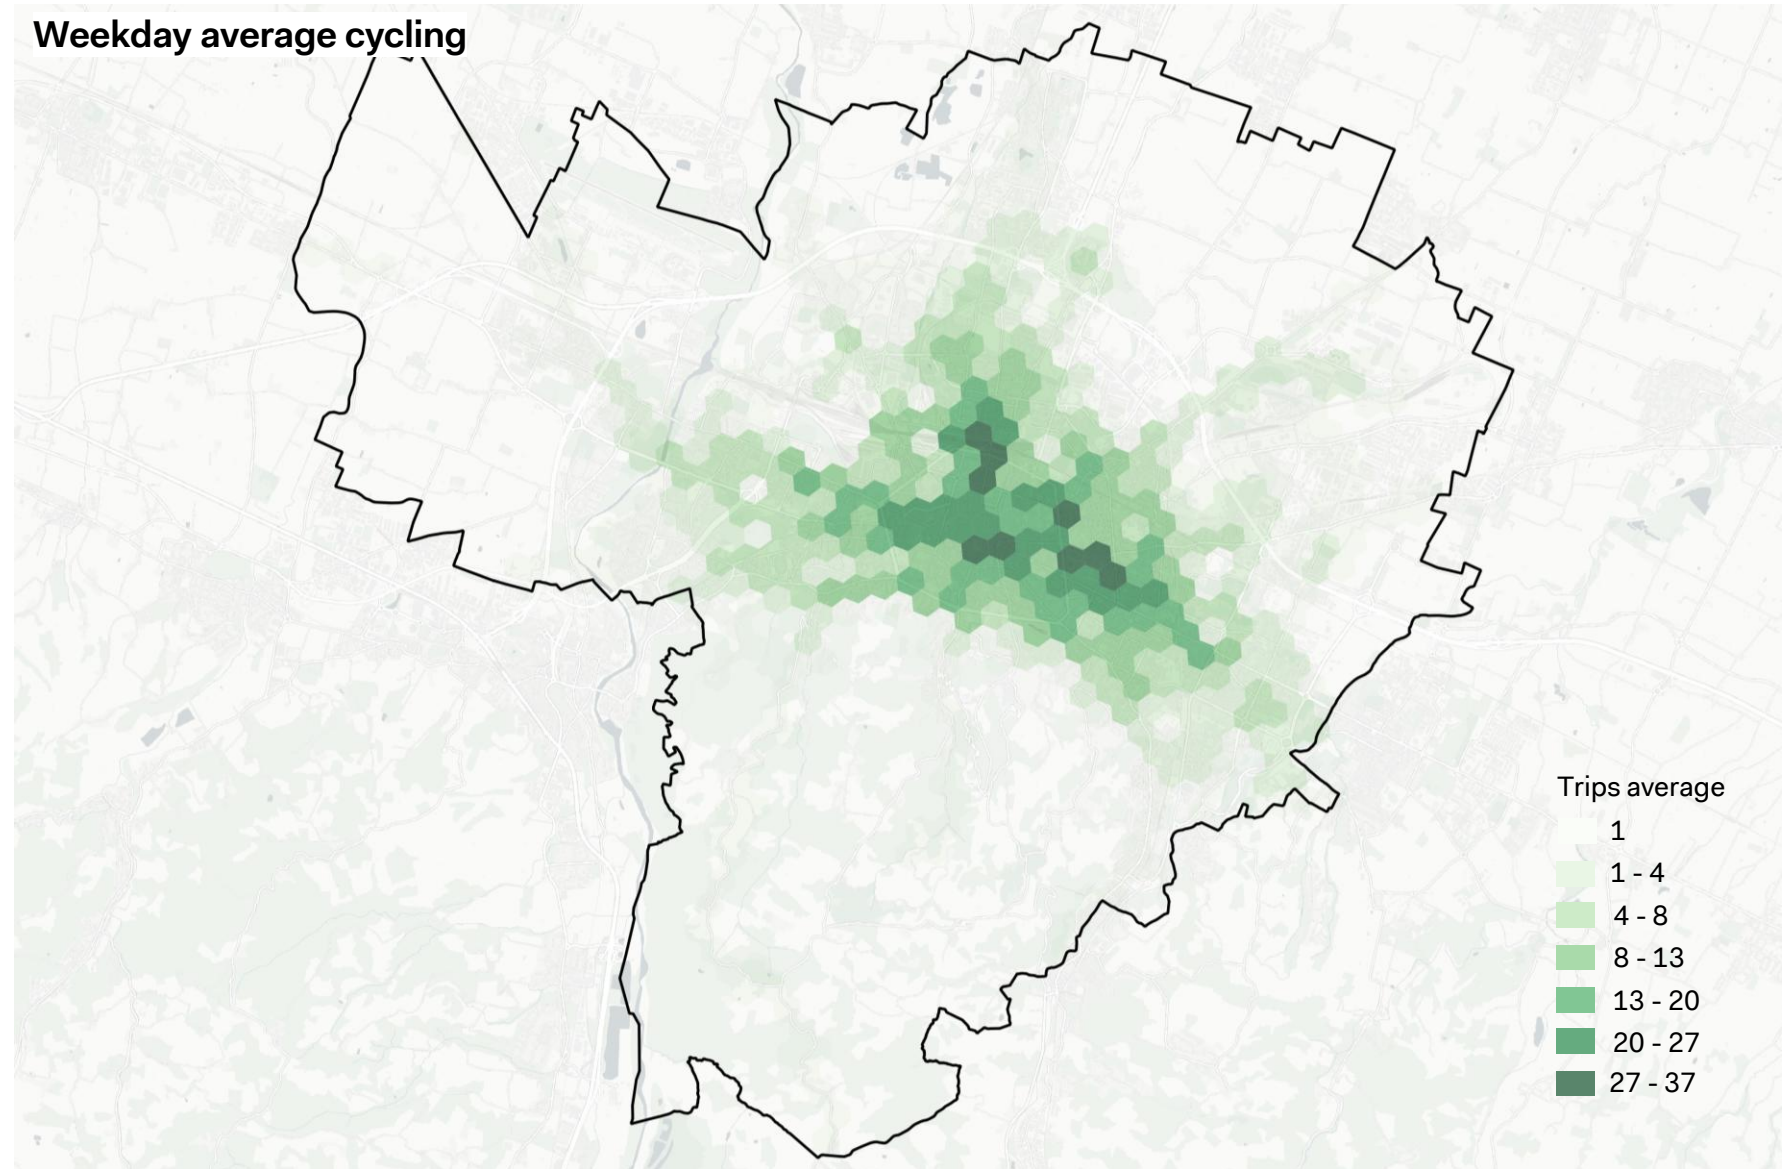 Weekday average cycling
Trips average
1
1 - 4
4 - 8
8 - 13
13 - 20
20 - 27
27 - 37